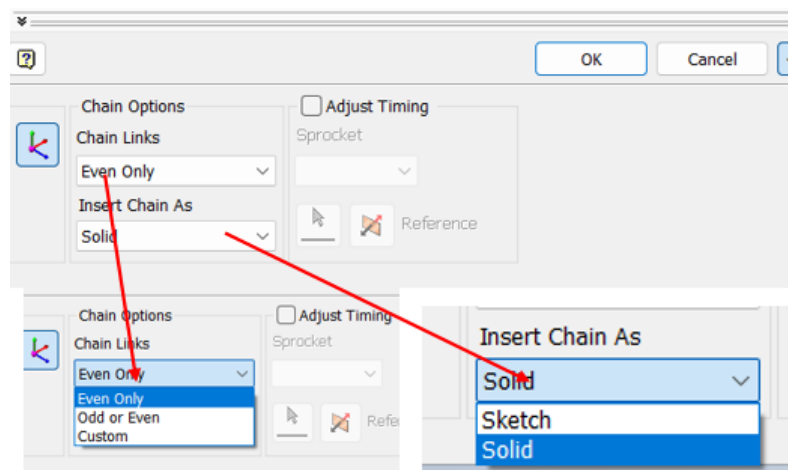 OK
Cancel
Chain Options
Adjust Timing
Chain Links
Sprocket
Even Only
Insert Chain As
Solid
Reference
Chain Options
Adjust Timing
Chain Links
Sprocket
Even Only
Even Only
Odd or Even
Custom
Refe
Insert Chain As
Solid
Sketch
Solid